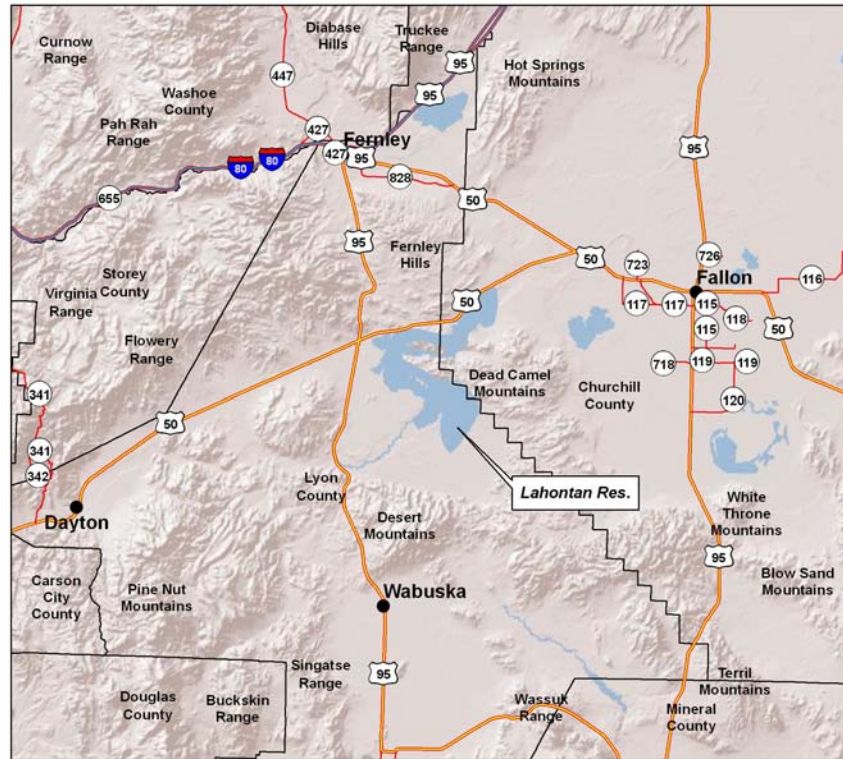 Diabase
Hills
Truckee
Range
95
Curnow
Range
Hot Springs
Mountains
447
Washoe
County
95
427
Pah Rah
Range
Fernley
427
95
95
80
80
828
655
50
95
Fernley
Hills
50
723
726
Fallon
116
Storey
County
Virginia
Range
50
117
117
115
118
115
50
Flowery
Range
718
119
119
Dead Camel
Mountains
Churchill
County
120
341
50
341
342
Lyon
County
Lahontan Res.
White
Throne
Mountains
Dayton
Desert
Mountains
95
Carson
City
County
Pine Nut
Mountains
Wabuska
Blow Sand
Mountains
Singatse
Range
95
Terril
Mountains
Douglas
County
Buckskin
Range
Wassuk
Range
Mineral
County